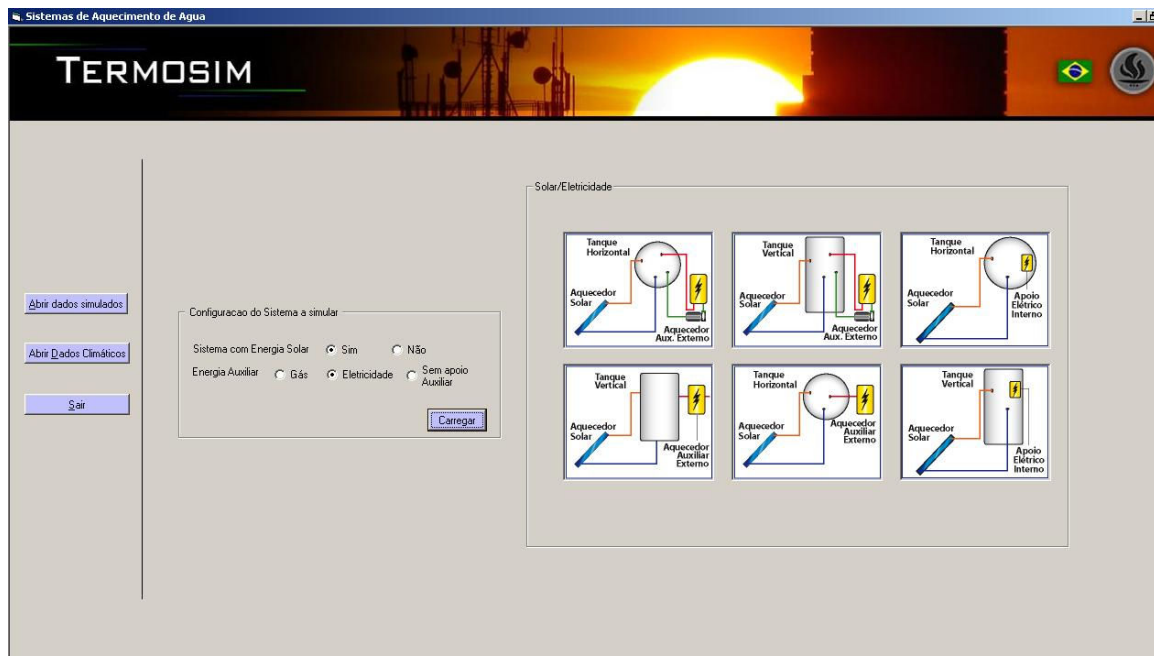 Sistemas de Aquecimento de Agua
TERMOSIM
Abrir dados simulados
Abrir Dados Climáticos
Sair
Configuracao do Sistema a simular
Sistema com Energia Solar Sim Não
Energia Auxiliar Gás Eletricidade Sem apoio Auxiliar
Carregar
Solar/Eletricidade
Tanque
Horizontal
Aquecedor
Solar
Aquecedor
Aux. Externo
Tanque
Vertical
Aquecedor
Solar
Aquecedor
Aux. Externo
Tanque
Horizontal
Aquecedor
Solar
Apoio
Elétrico
Interno
Tanque
Vertical
Aquecedor
Solar
Aquecedor
Auxiliar
Externo
Tanque
Horizontal
Aquecedor
Solar
Aquecedor
Auxiliar
Externo
Tanque
Vertical
Aquecedor
Solar
Apoio
Elétrico
Interno